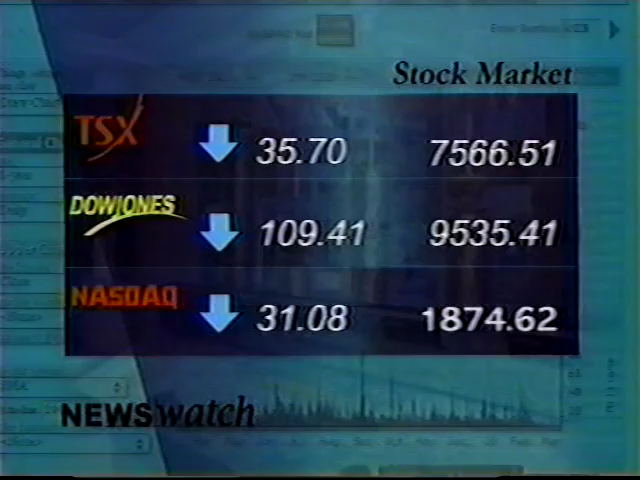 Stock Market
TSX 35.70 7566.51
DOWJONES 109.41 9535.41
NASDAQ 31.08 1874.62
NEWSwatch